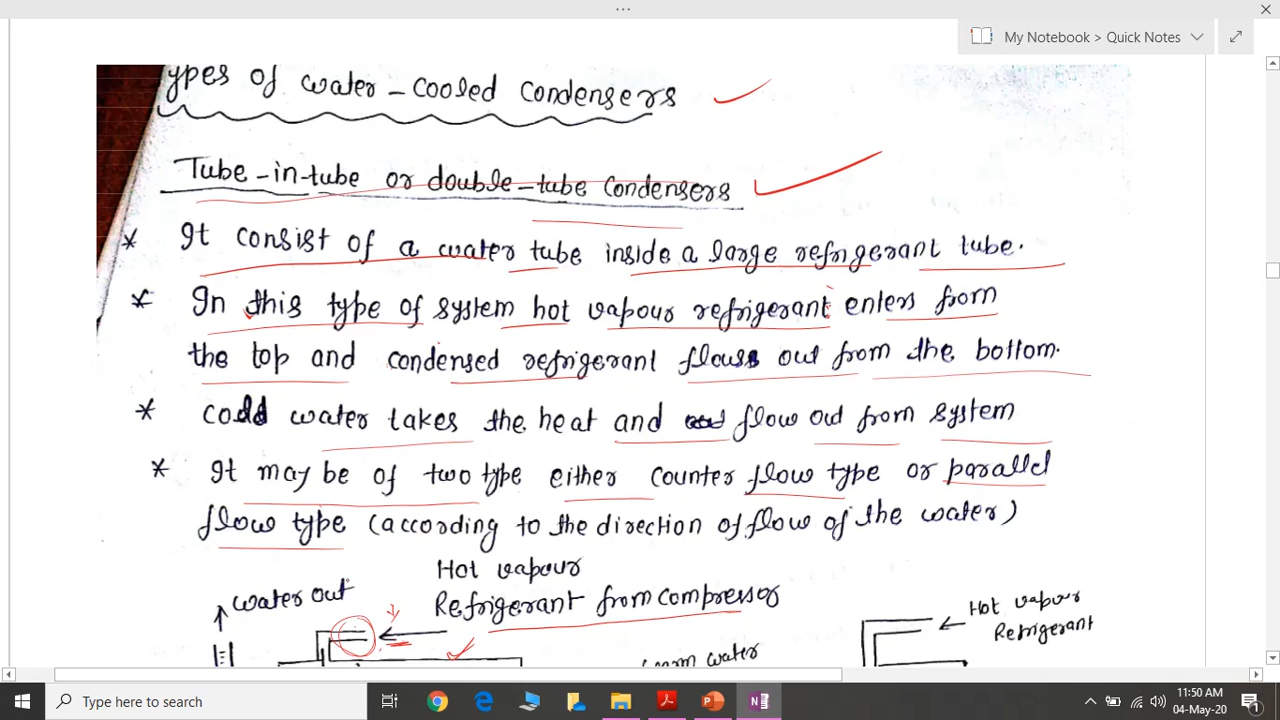 ...
My Notebook > Quick Notes
ypes of water-cooled Condensers
Tube-in-tube or double-tube Condensers
* It consist of a water tube inside a large refrigerant tube.
* In this type of system hot vapour refrigerant enters from
the top and condensed refrigerant flows out from the bottom.
* cold water takes the heat and flow out from system
* It may be of two type either counter flow type or parallel
flow type (according to the direction of flow of the water)
Water out
Hot vapour
Refrigerant from compressor
Hot vapour
Refrigerant
water
Type here to search
11:50 AM
04-May-20
1